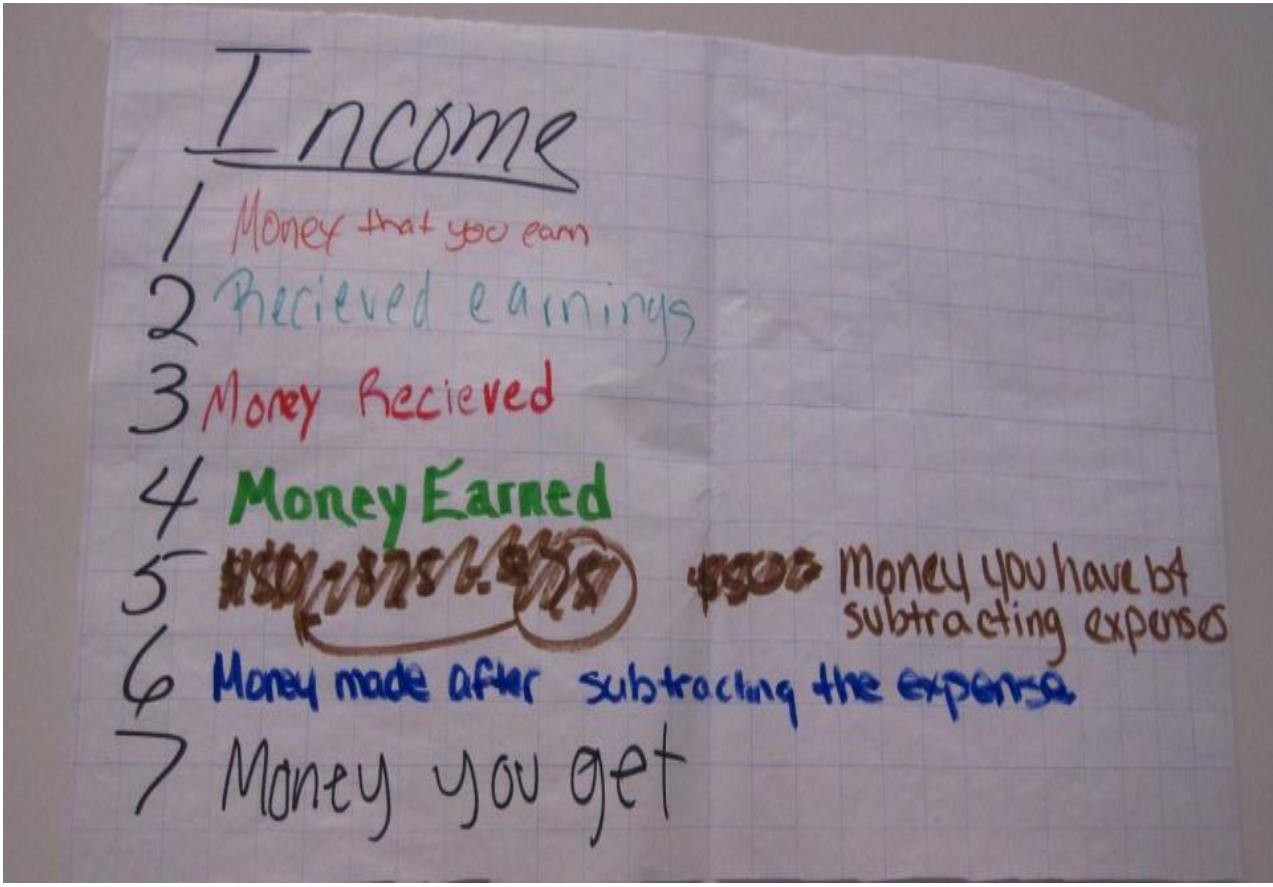 Income
1 Money that you earn
2 Recieved earnings
3 Money Recieved
4 Money Earned
5 Money you have b4
subtracting expenses
6 Money made after subtracting the expense
7 Money you get